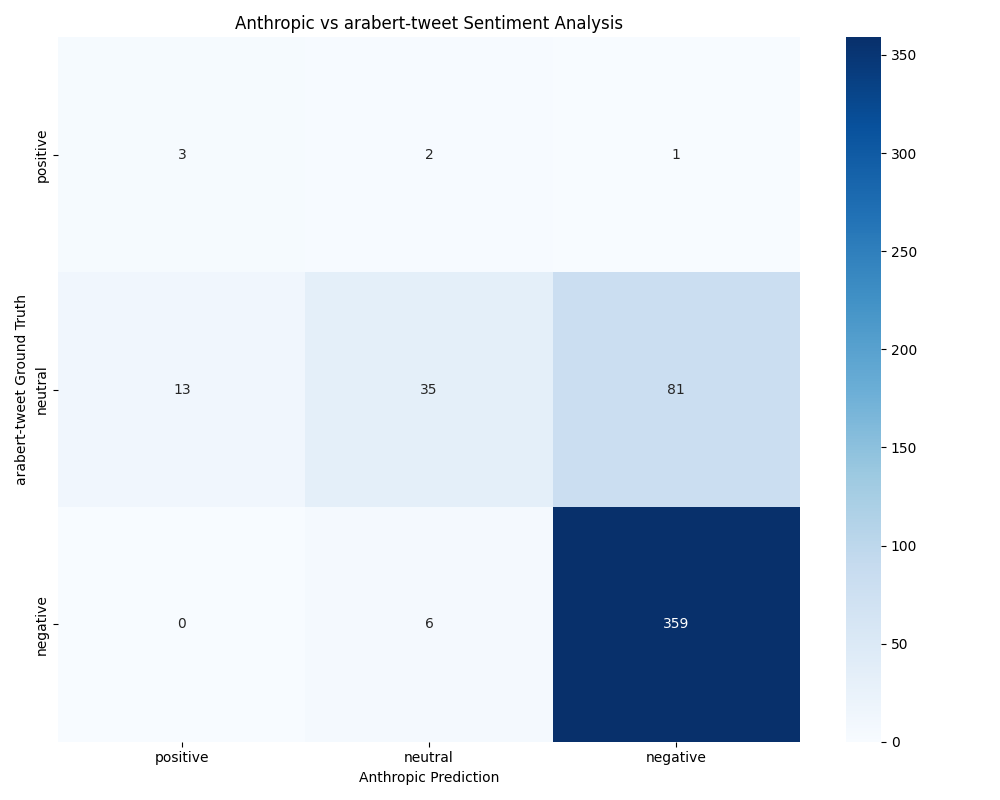 Anthropic vs arabert-tweet Sentiment Analysis
arabert-tweet Ground Truth
positive
3 2 1
neutral
13 35 81
negative
0 6 359
positive neutral negative
Anthropic Prediction
350
300
250
200
150
100
50
0